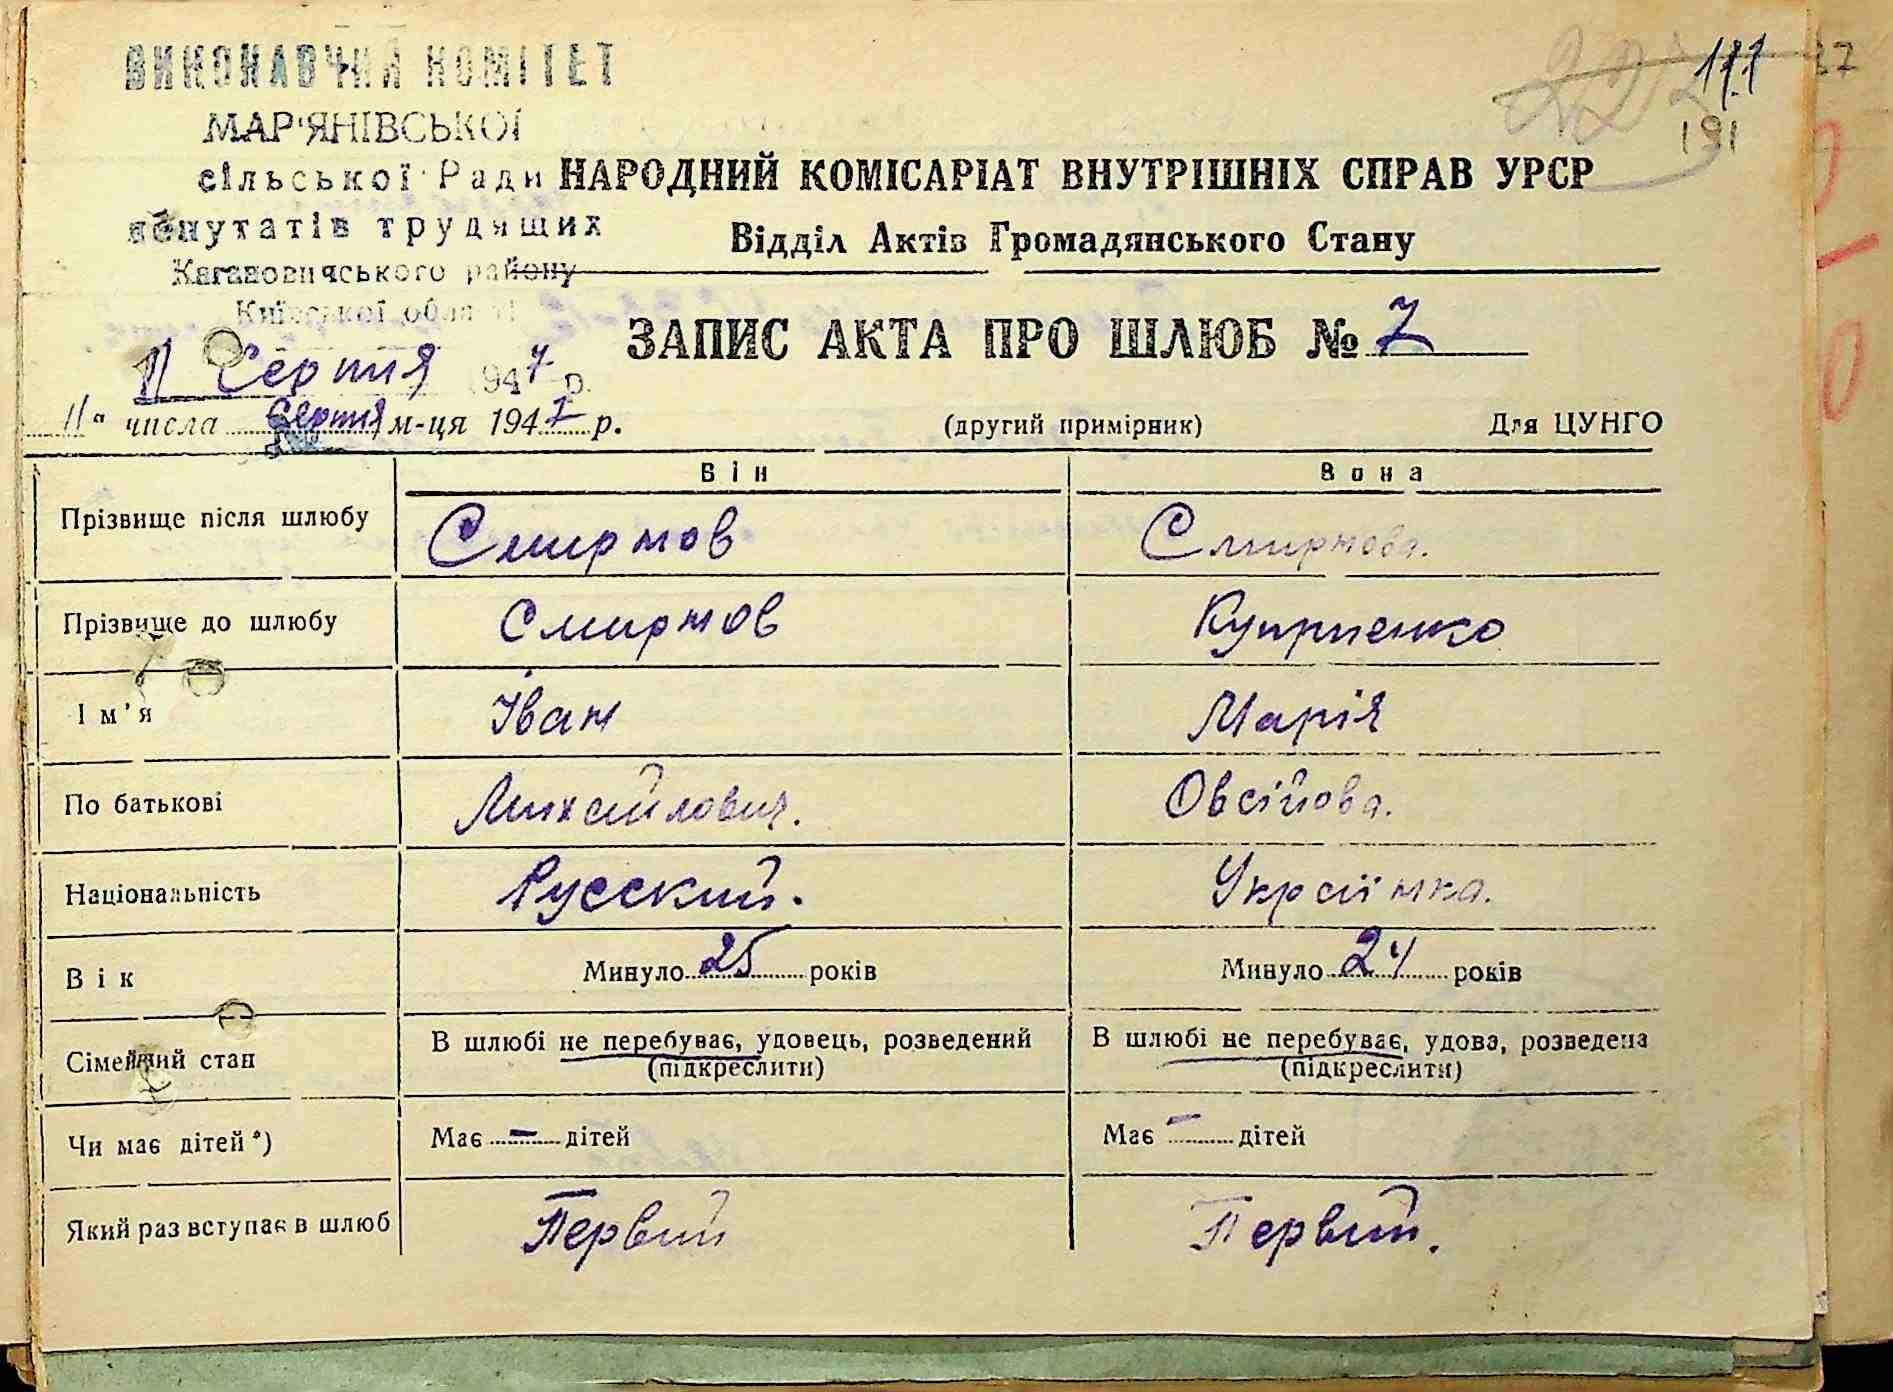 ВИКОНАВЧИЙ КОМІТЕТ
МАР'ЯНІВСЬКОЇ
сільської Ради
депутатів трудящих
Кагановичського району
Київської області
11 Серпня 1947 р.
191
НАРОДНИЙ КОМІСАРІАТ ВНУТРІШНІХ СПРАВ УРСР
Відділ Актів Громадянського Стану
ЗАПИС АКТА ПРО ШЛЮБ № 7
11" числа Серпня м-ця 1947 р. (другий примірник) Для ЦУНГО
Він Вона
Прізвище після шлюбу Смирнов Смирнова.
Прізвище до шлюбу Смирнов Куприенко
Ім'я Іван Марія
По батькові Михайлович. Овсійова.
Національність Русский. Українка.
Вік Минуло 25 років Минуло 24 років
Сімейний стан В шлюбі не перебуває, удовець, розведений В шлюбі не перебуває, удова, розведена
(підкреслити) (підкреслити)
Чи має дітей*) Має — дітей Має — дітей
Який раз вступає в шлюб Первий Первий.